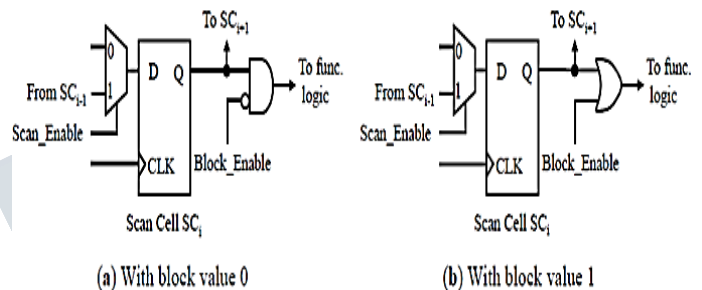 To SCi+1
0
D Q
To func.
logic
From SCi-1
1
Scan_Enable
CLK
Block_Enable
Scan Cell SCi
(a) With block value 0
To SCi+1
0
D Q
To func.
logic
From SCi-1
1
Scan_Enable
CLK
Block_Enable
Scan Cell SCi
(b) With block value 1